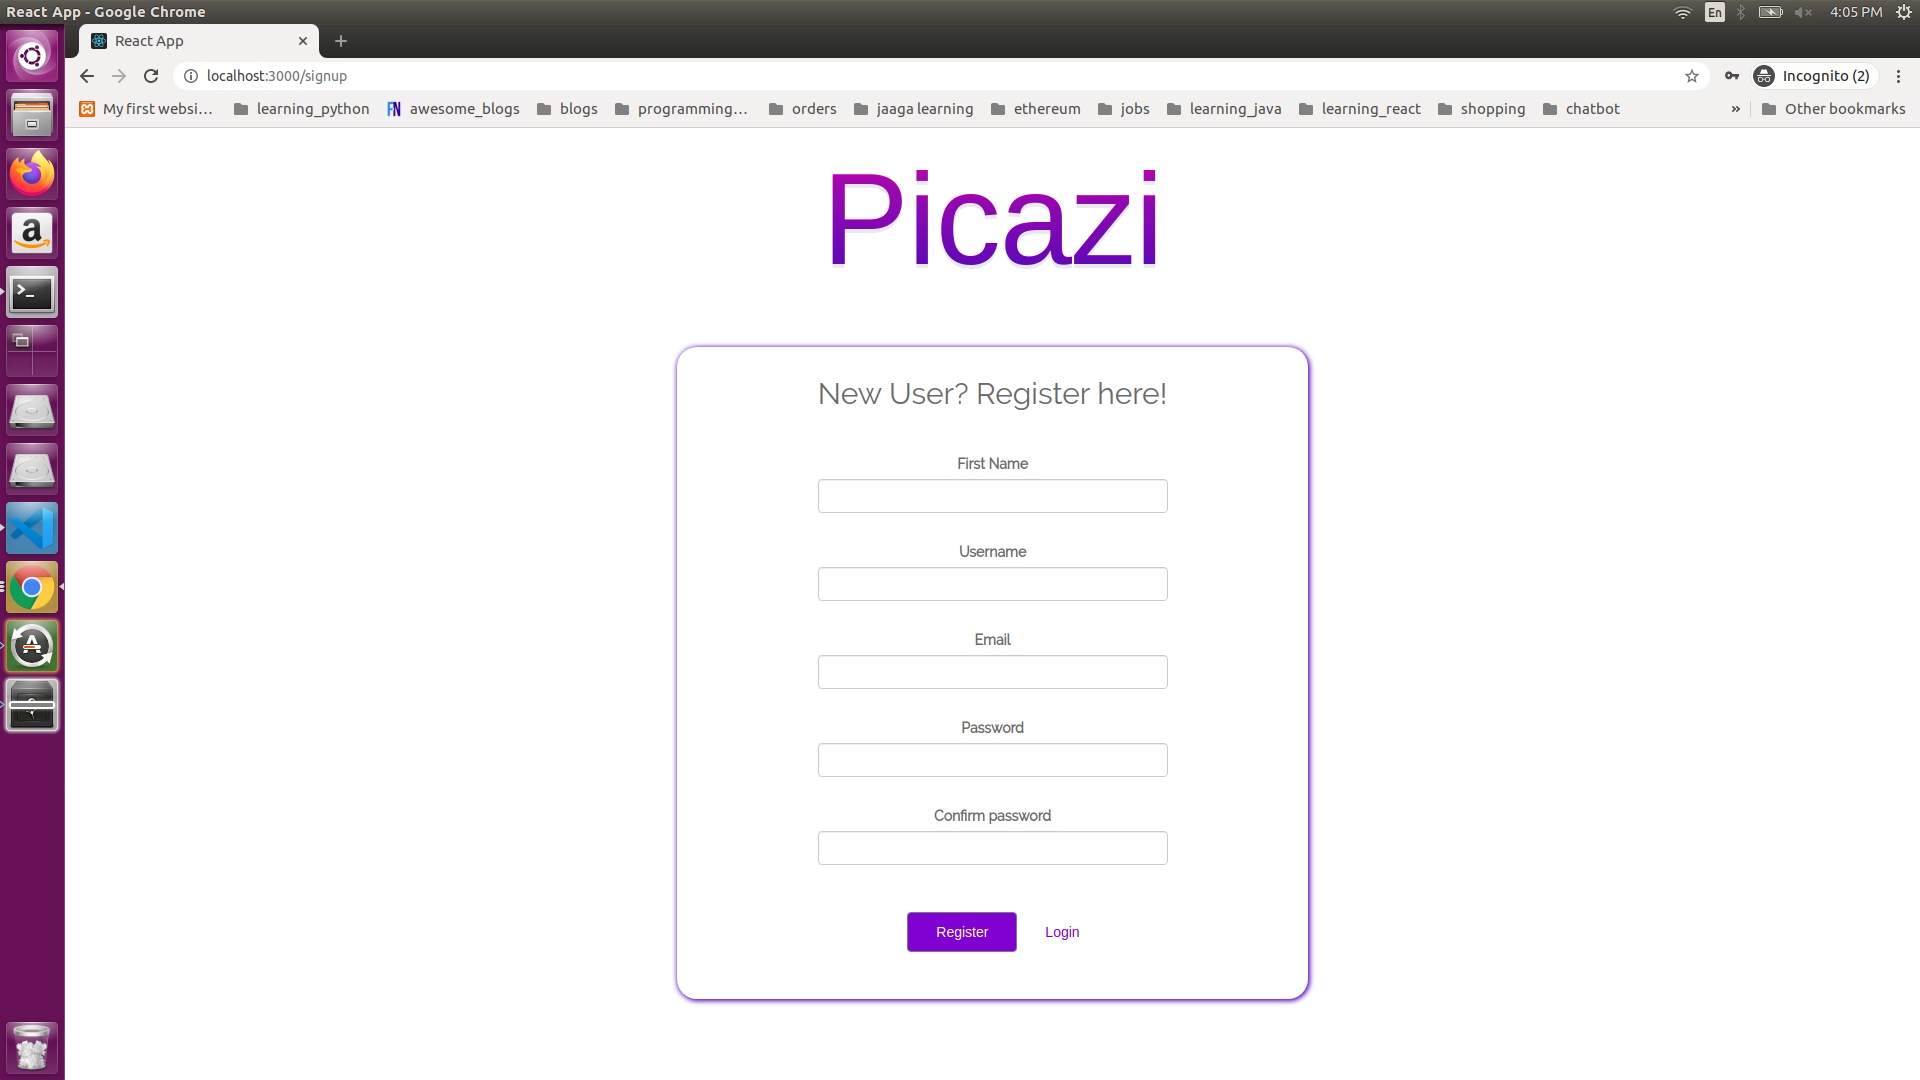 React App - Google Chrome
En
4:05 PM
React App
localhost:3000/signup
Incognito (2)
My first websi...
learning_python
awesome_blogs
blogs
programming...
orders
jaaga learning
ethereum
jobs
learning_java
learning_react
shopping
chatbot
»
Other bookmarks
Picazi
New User? Register here!
First Name
Username
Email
Password
Confirm password
Register Login